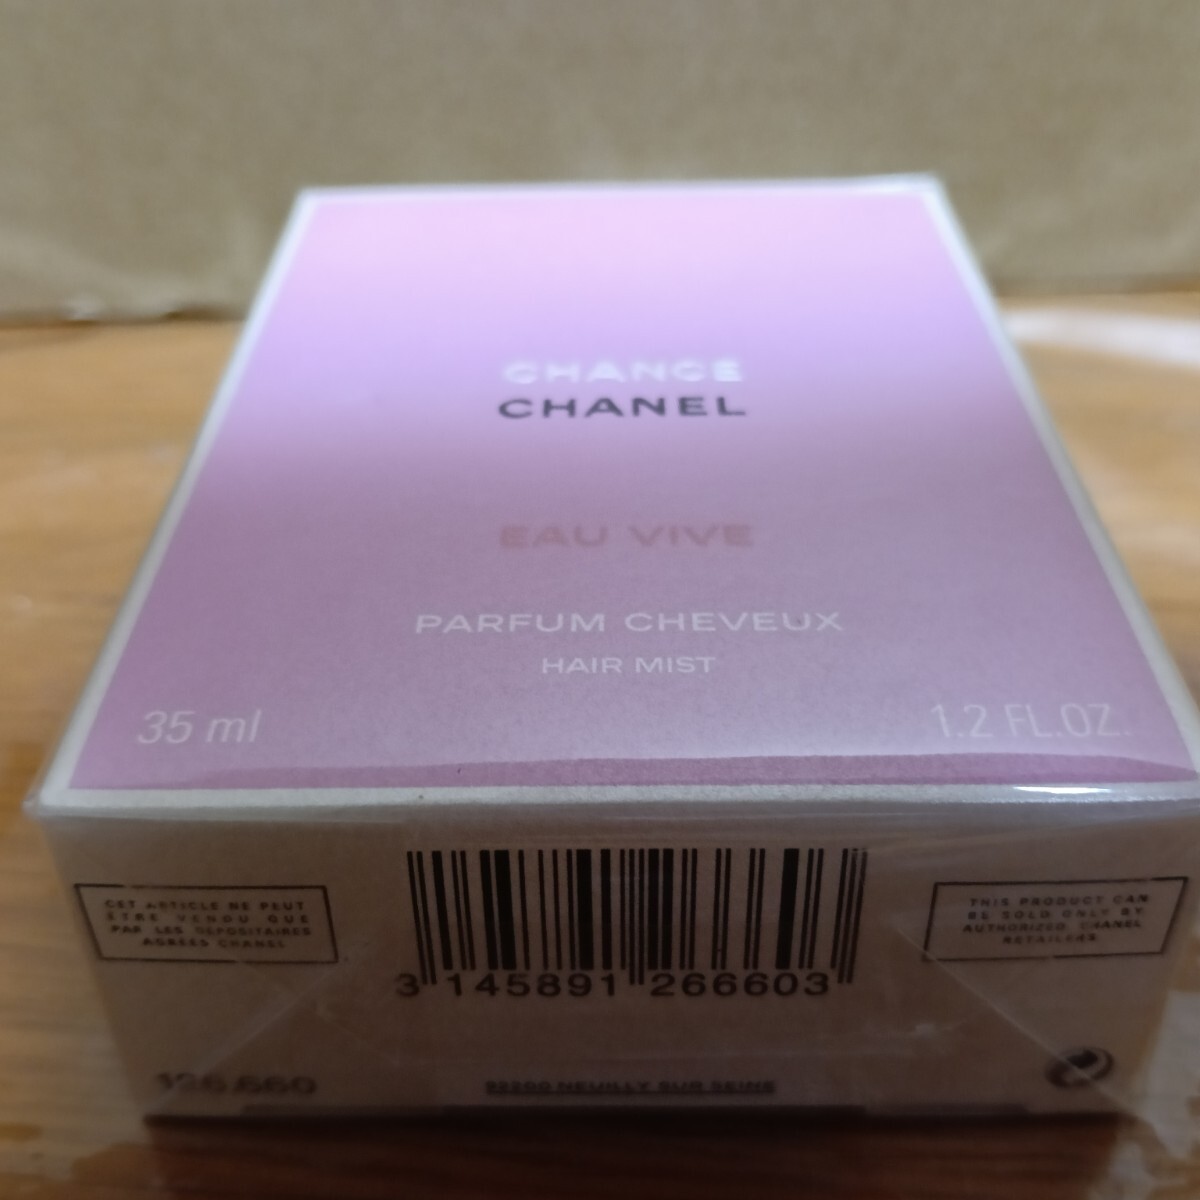 CHANCE
CHANEL
EAU VIVE
PARFUM CHEVEUX
HAIR MIST
35 ml
1.2 FL.OZ.
CET ARTICLE NE PEUT
ÊTRE VENDU QUE
PAR LES DÉPOSITAIRES
AGRÉÉS CHANEL
3 145891 266603
THIS PRODUCT CAN
BE SOLD ONLY BY
AUTHORIZED CHANEL
RETAILERS
126.660
92200 NEUILLY SUR SEINE